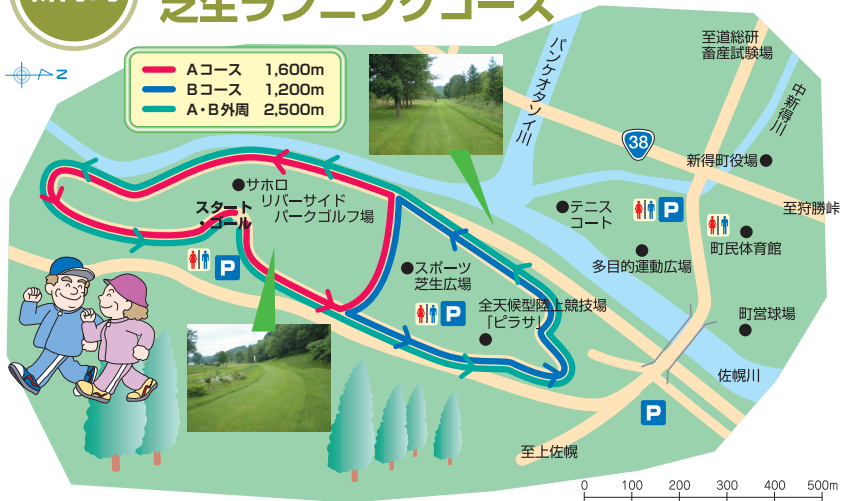 芝生ランニングコース
Aコース 1,600m
Bコース 1,200m
A・B外周 2,500m
N
パンケオタソイ川
至道総研
畜産試験場
中新得川
38
新得町役場
至狩勝峠
サホロ
リバーサイド
パークゴルフ場
スタート
・ゴール
テニス
コート
P
町民体育館
多目的運動広場
P
スポーツ
芝生広場
P
全天候型陸上競技場
「ピラサ」
町営球場
佐幌川
P
至上佐幌
0 100 200 300 400 500m